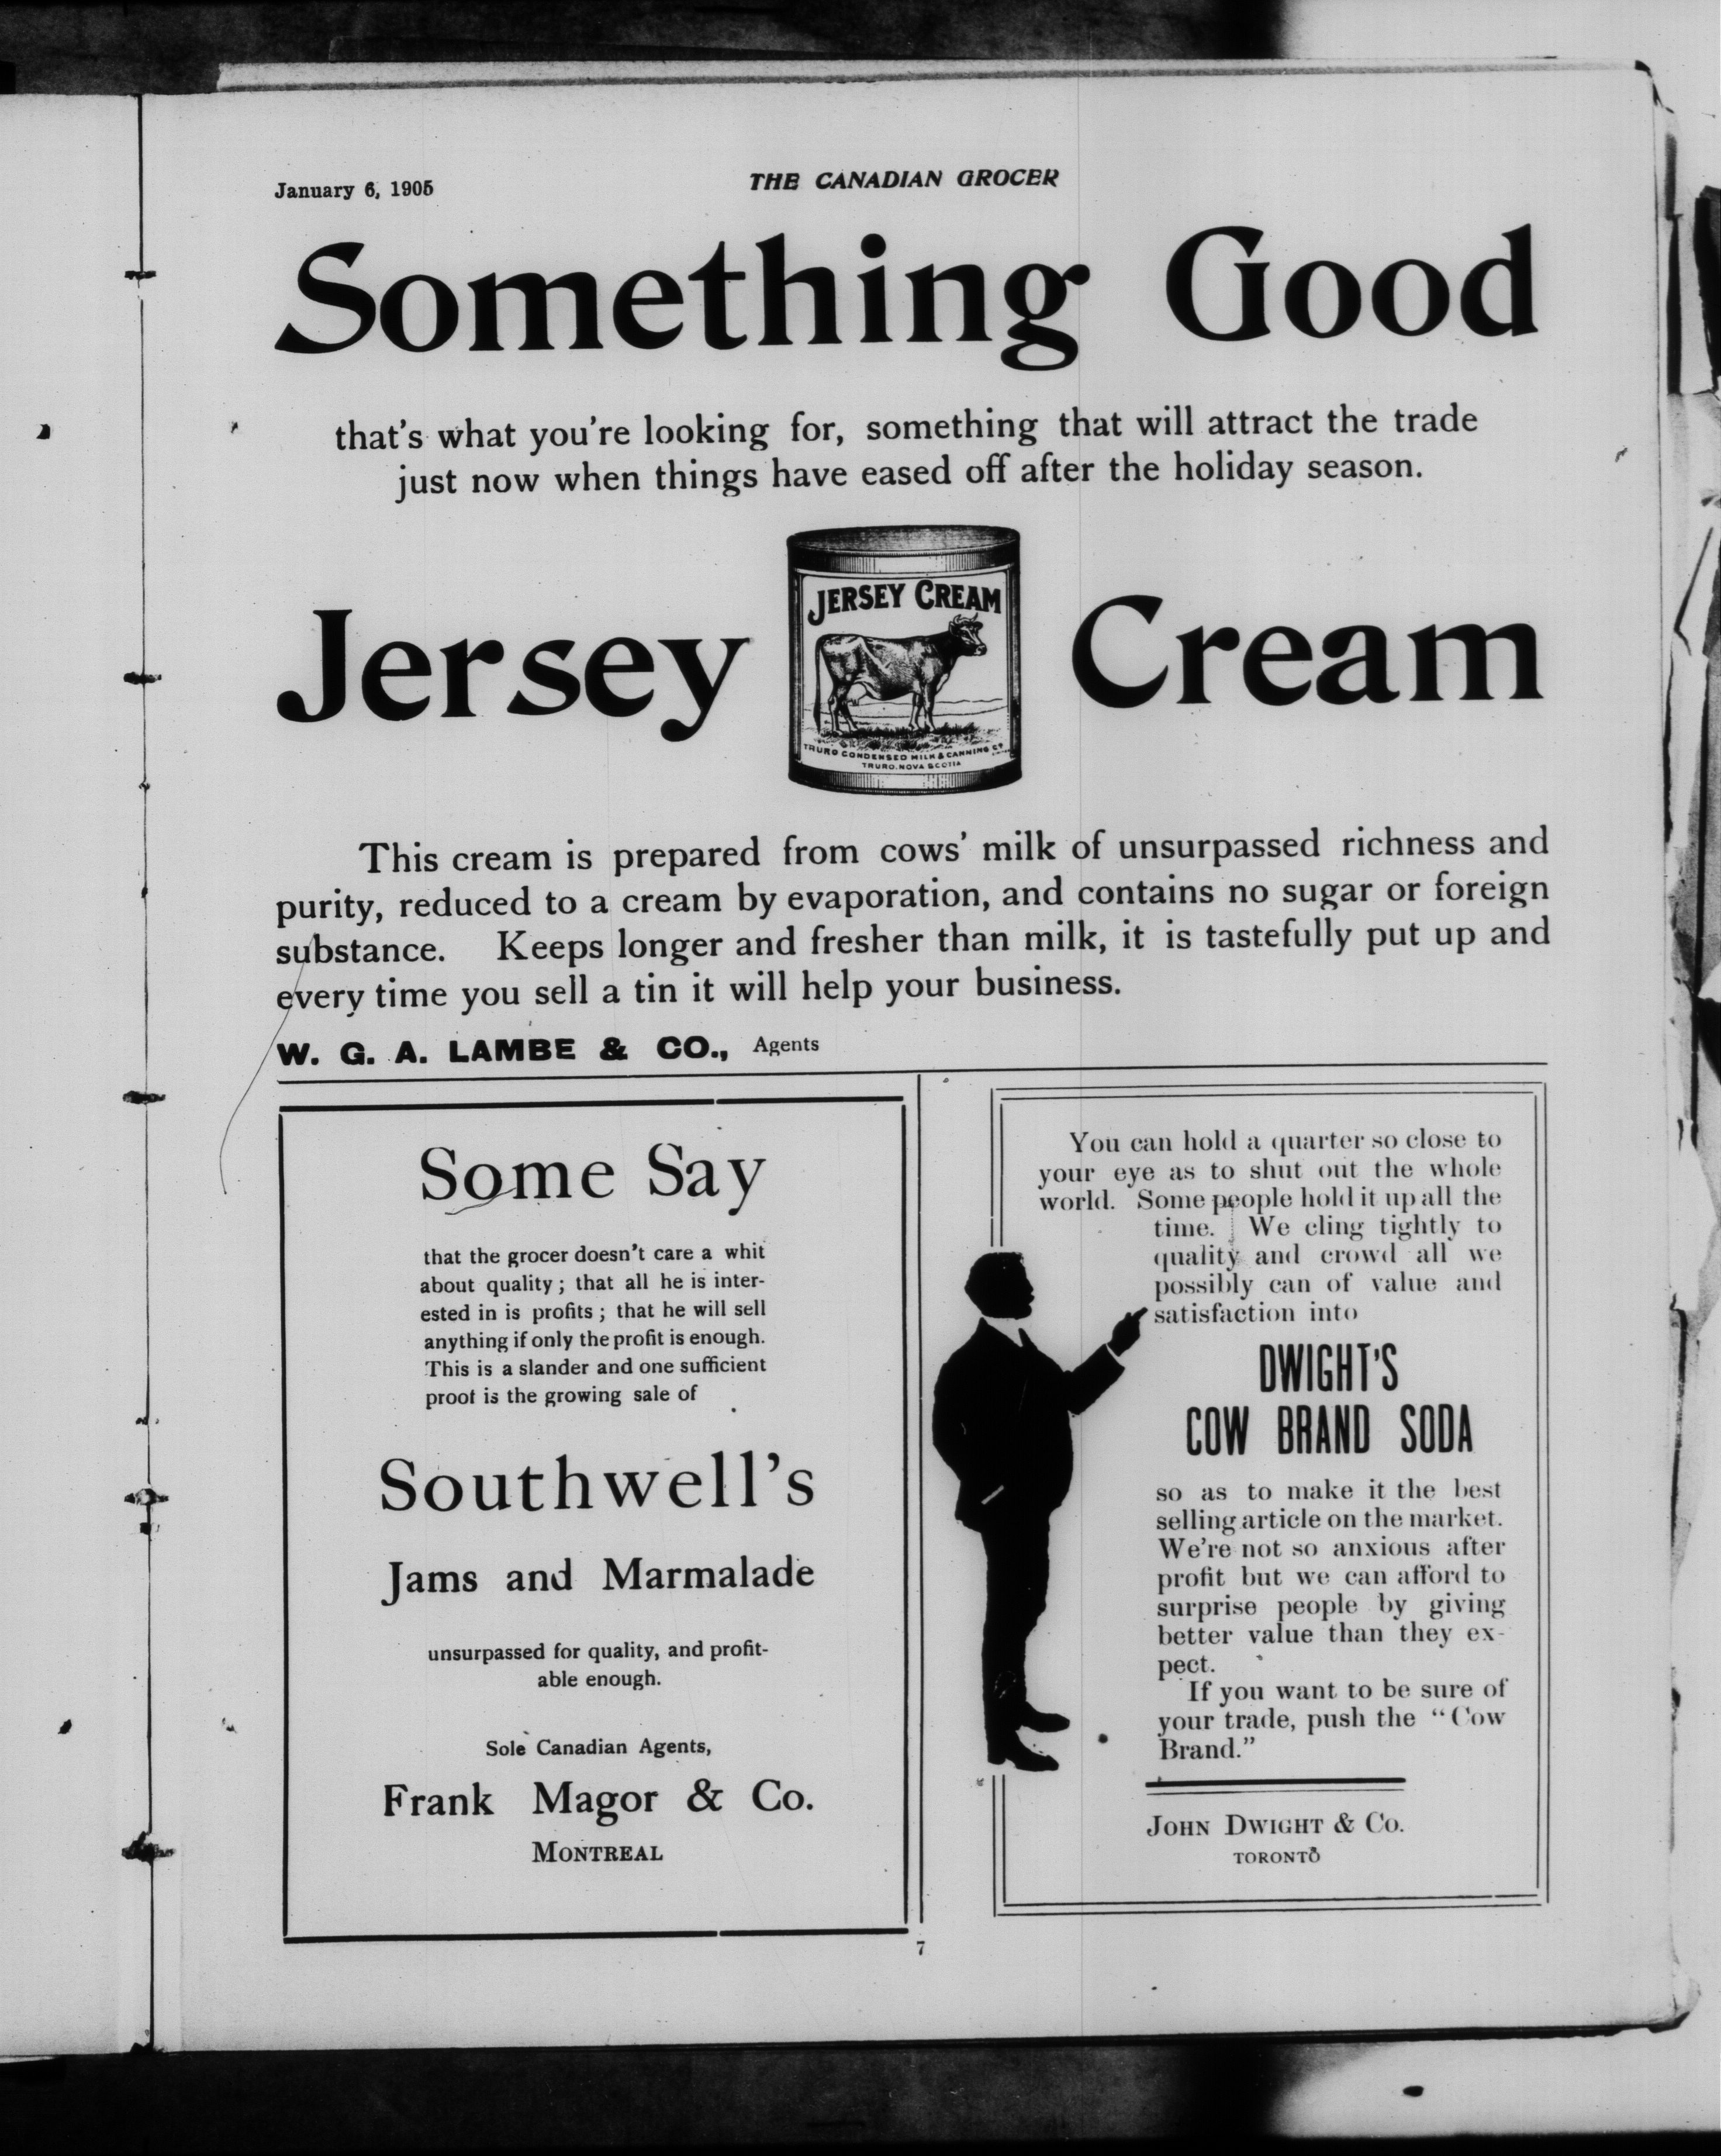 January 6, 1905
THE CANADIAN GROCER
Something Good
that's what you're looking for, something that will attract the trade
just now when things have eased off after the holiday season.
Jersey Cream
JERSEY CREAM
TRURO CONDENSED MILK & CANNING CO
TRURO. NOVA SCOTIA
This cream is prepared from cows' milk of unsurpassed richness and
purity, reduced to a cream by evaporation, and contains no sugar or foreign
substance. Keeps longer and fresher than milk, it is tastefully put up and
every time you sell a tin it will help your business.
W. G. A. LAMBE & CO., Agents
Some Say
that the grocer doesn't care a whit
about quality ; that all he is inter-
ested in is profits ; that he will sell
anything if only the profit is enough.
This is a slander and one sufficient
proof is the growing sale of
Southwell's
Jams and Marmalade
unsurpassed for quality, and profit-
able enough.
Sole Canadian Agents,
Frank Magor & Co.
MONTREAL
You can hold a quarter so close to
your eye as to shut out the whole
world. Some people hold it up all the
time. We cling tightly to
quality and crowd all we
possibly can of value and
satisfaction into
DWIGHT'S
COW BRAND SODA
so as to make it the best
selling article on the market.
We're not so anxious after
profit but we can afford to
surprise people by giving
better value than they ex-
pect.
If you want to be sure of
your trade, push the "Cow
Brand."
JOHN DWIGHT & CO.
TORONTO
7